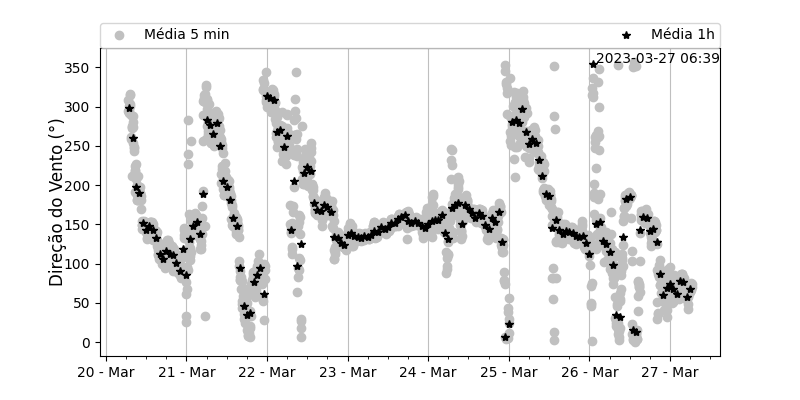 Média 5 min
Média 1h
2023-03-27 06:39
Direção do Vento (°)
350
300
250
200
150
100
50
0
20 - Mar
21 - Mar
22 - Mar
23 - Mar
24 - Mar
25 - Mar
26 - Mar
27 - Mar